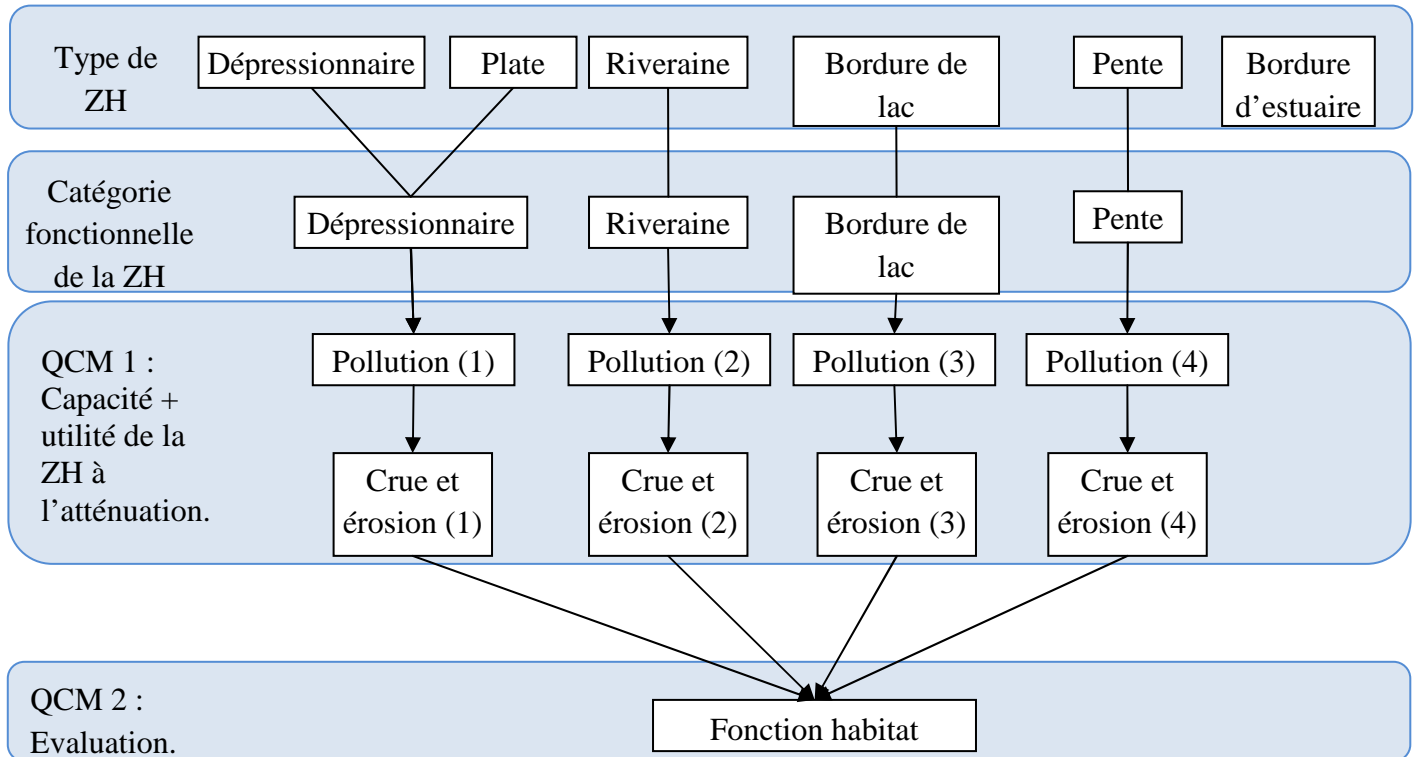 Type de
ZH
Dépressionnaire
Plate
Riveraine
Bordure de
lac
Pente
Bordure
d'estuaire
Catégorie
fonctionnelle
de la ZH
Dépressionnaire
Riveraine
Bordure de
lac
Pente
QCM 1 :
Capacité +
utilité de la
ZH à
l'atténuation.
Pollution (1)
Pollution (2)
Pollution (3)
Pollution (4)
Crue et
érosion (1)
Crue et
érosion (2)
Crue et
érosion (3)
Crue et
érosion (4)
QCM 2 :
Evaluation.
Fonction habitat